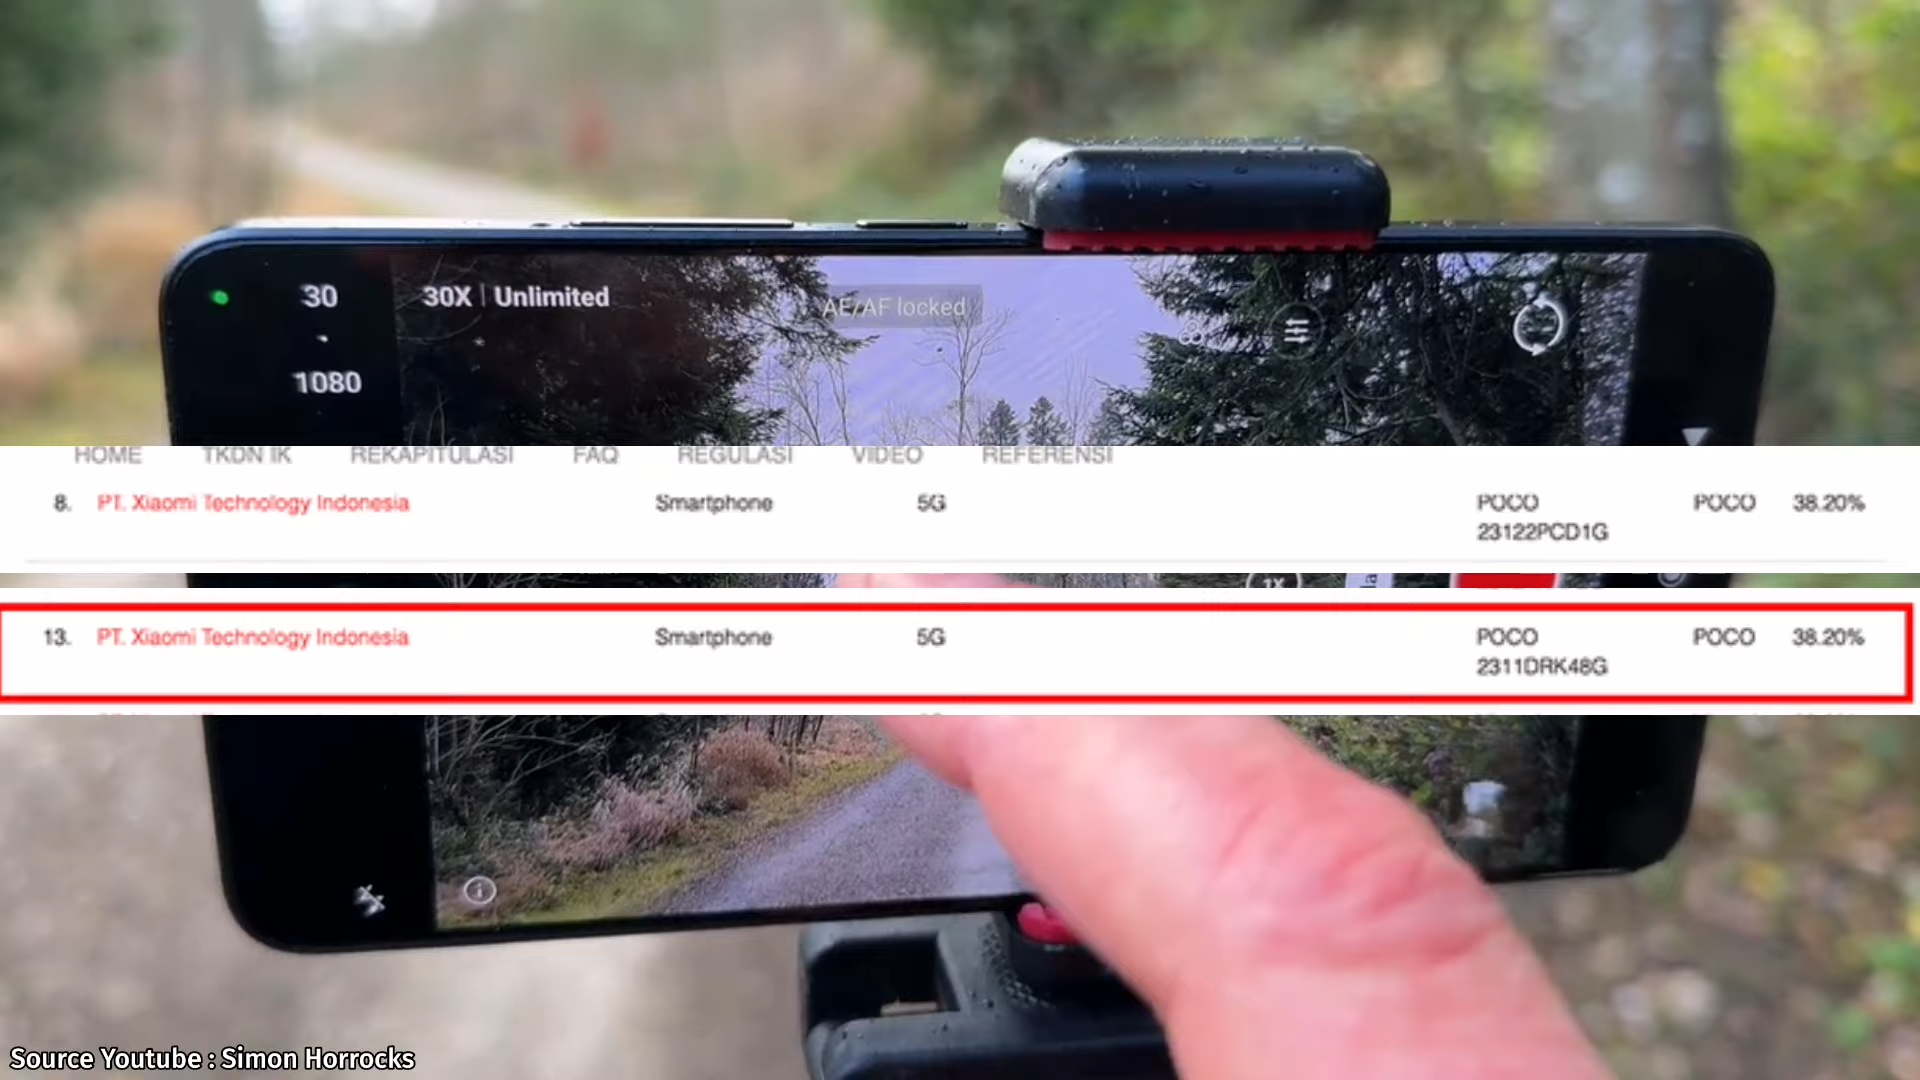 30
30X | Unlimited
AE/AF locked
1080
HOME TKDN IK REKAPITULASI FAQ REGULASI VIDEO REFERENSI
8. PT. Xiaomi Technology Indonesia Smartphone 5G POCO POCO 38.20%
23122PCD1G
1X
13. PT. Xiaomi Technology Indonesia Smartphone 5G POCO POCO 38.20%
2311DRK48G
Source Youtube : Simon Horrocks